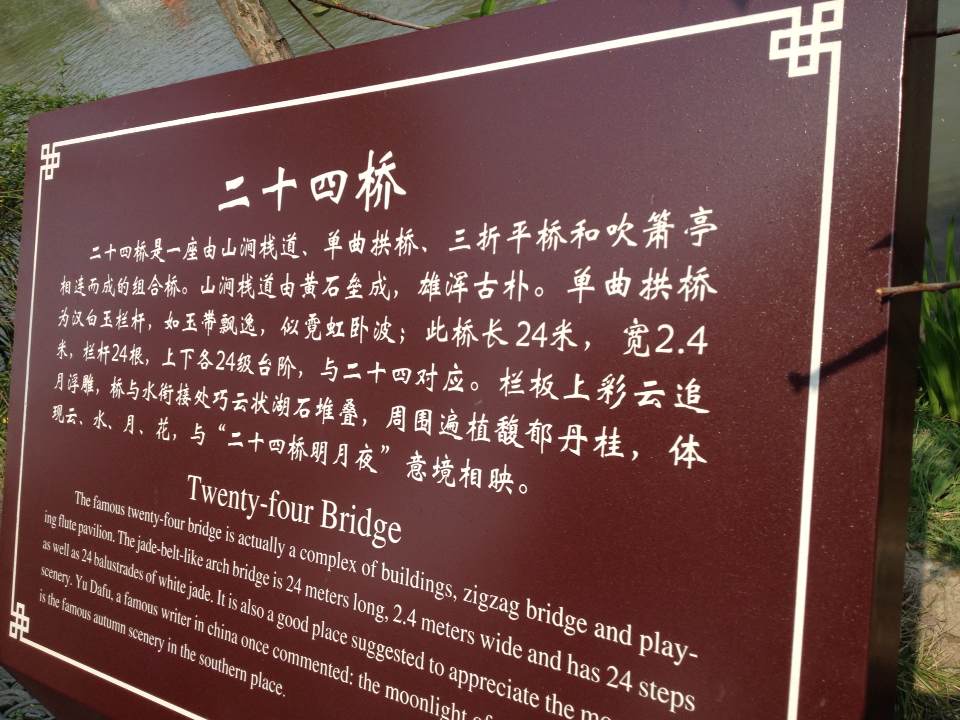 二十四桥
二十四桥是一座由山涧栈道、单曲拱桥、三折平桥和吹箫亭
相连而成的组合桥。山涧栈道由黄石垒成，雄浑古朴。单曲拱桥
为汉白玉栏杆，如玉带飘逸，似霓虹卧波；此桥长24米，宽2.4
米，栏杆24根，上下各24级台阶，与二十四对应。栏板上彩云追
月浮雕，桥与水衔接处巧云状湖石堆叠，周围遍植馥郁丹桂，体
现云、水、月、花，与“二十四桥明月夜”意境相映。
Twenty-four Bridge
The famous twenty-four bridge is actually a complex of buildings, zigzag bridge and play-
ing flute pavilion. The jade-belt-like arch bridge is 24 meters long, 2.4 meters wide and has 24 steps
as well as 24 balustrades of white jade. It is also a good place suggested to appreciate the
scenery. Yu Dafu, a famous writer in china once commented: the moonlight
is the famous autumn scenery in the southern place.